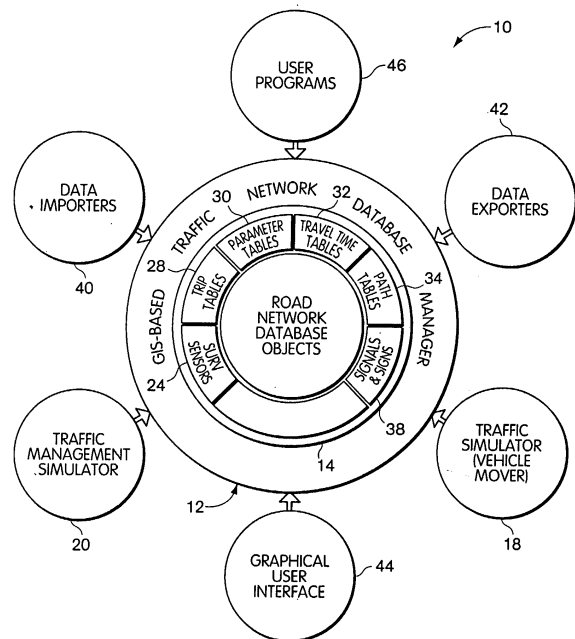 10
USER
PROGRAMS
46
42
DATA
IMPORTERS
40
DATA
EXPORTERS
GIS-BASED TRAFFIC NETWORK DATABASE MANAGER
30
32
28
34
PARAMETER
TABLES
TRAVEL TIME
TABLES
TRIP
TABLES
PATH
TABLES
ROAD
NETWORK
DATABASE
OBJECTS
SURV
SENSORS
SIGNALS
& SIGNS
24
38
14
12
TRAFFIC
MANAGEMENT
SIMULATOR
20
TRAFFIC
SIMULATOR
(VEHICLE
MOVER)
18
GRAPHICAL
USER
INTERFACE
44